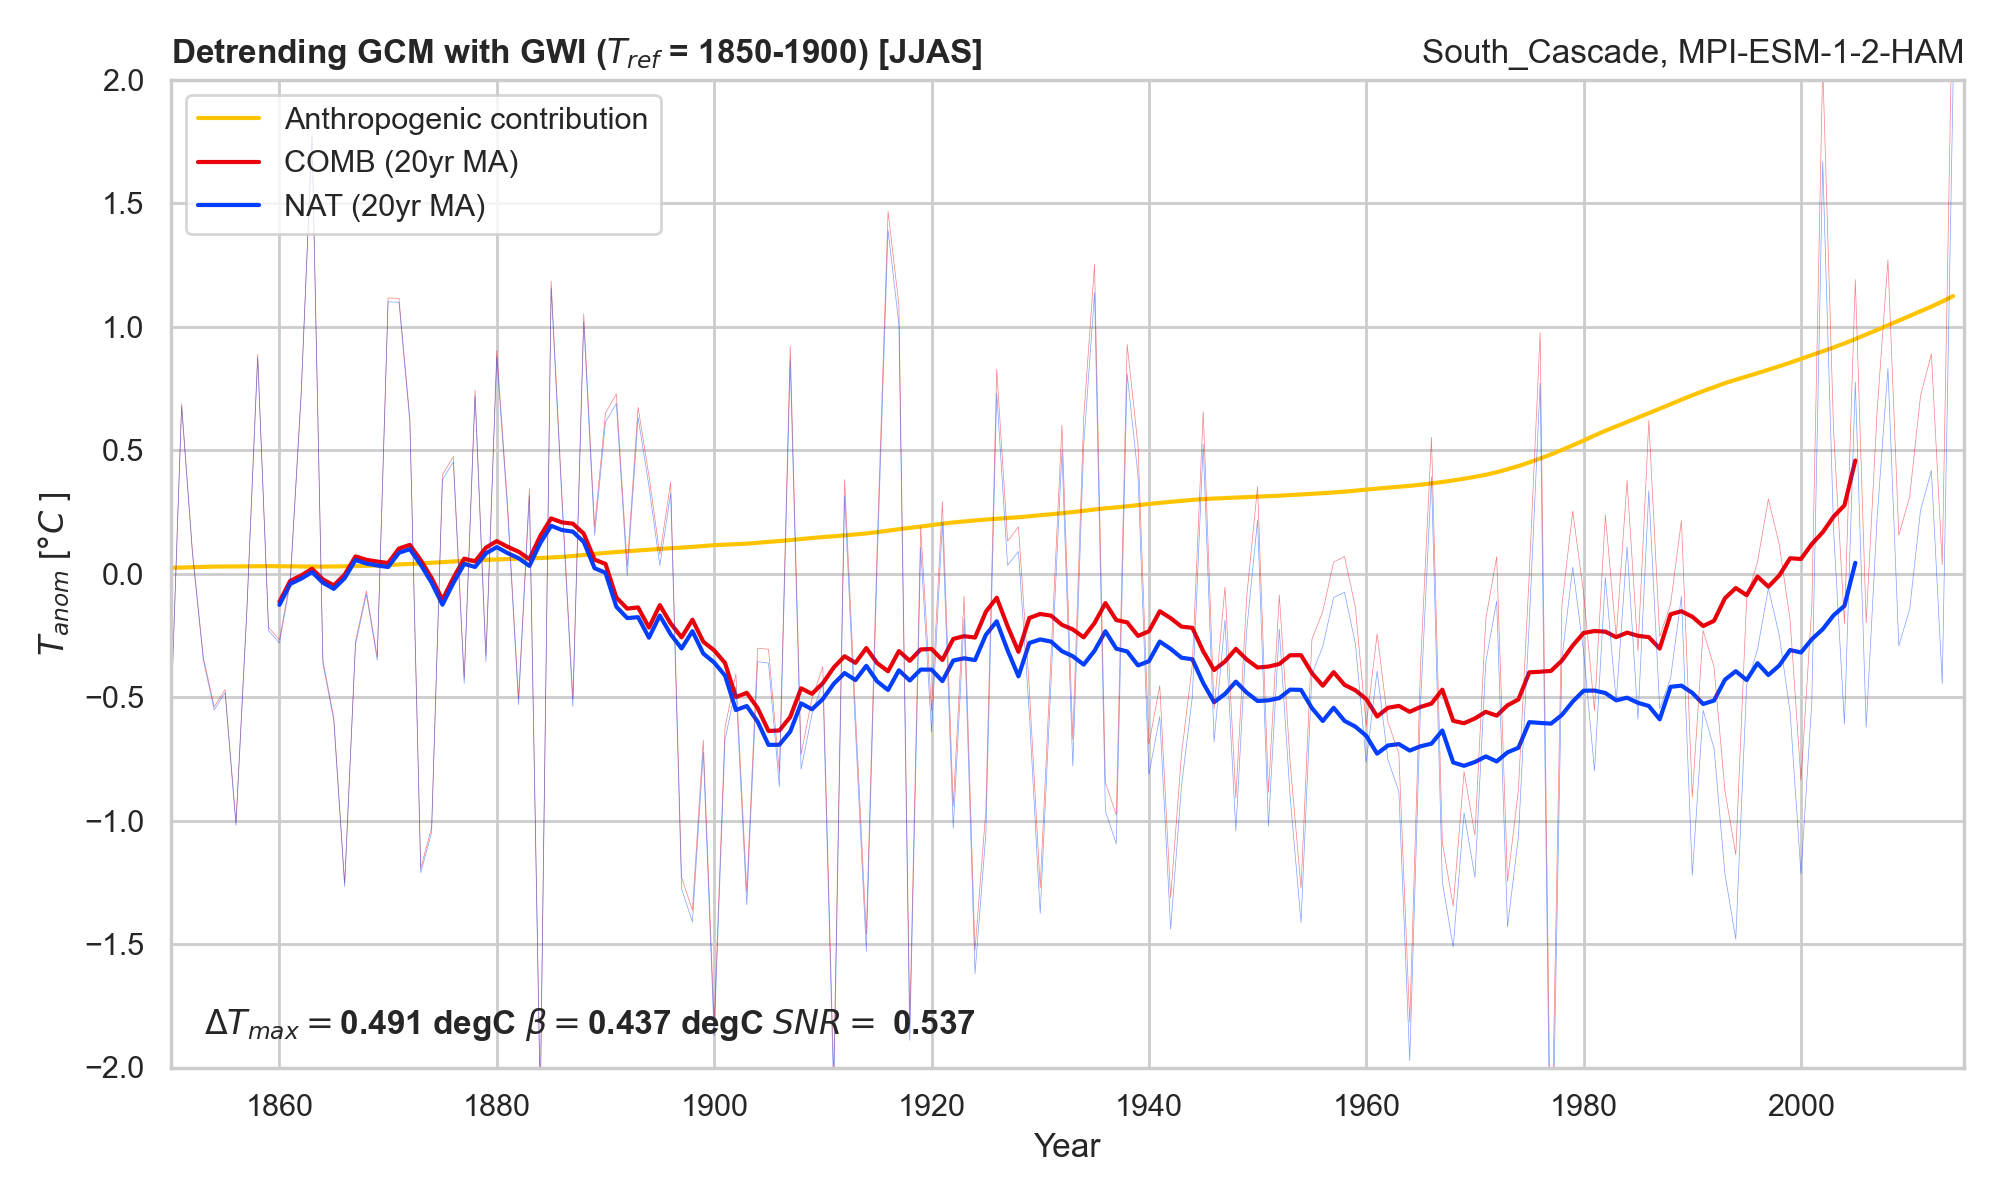 Detrending GCM with GWI (T_ref = 1850-1900) [JJAS]
South_Cascade, MPI-ESM-1-2-HAM
Anthropogenic contribution
COMB (20yr MA)
NAT (20yr MA)
2.0
1.5
1.0
0.5
0.0
−0.5
−1.0
−1.5
−2.0
T_anom [°C]
ΔT_max = 0.491 degC β = 0.437 degC SNR = 0.537
1860 1880 1900 1920 1940 1960 1980 2000
Year